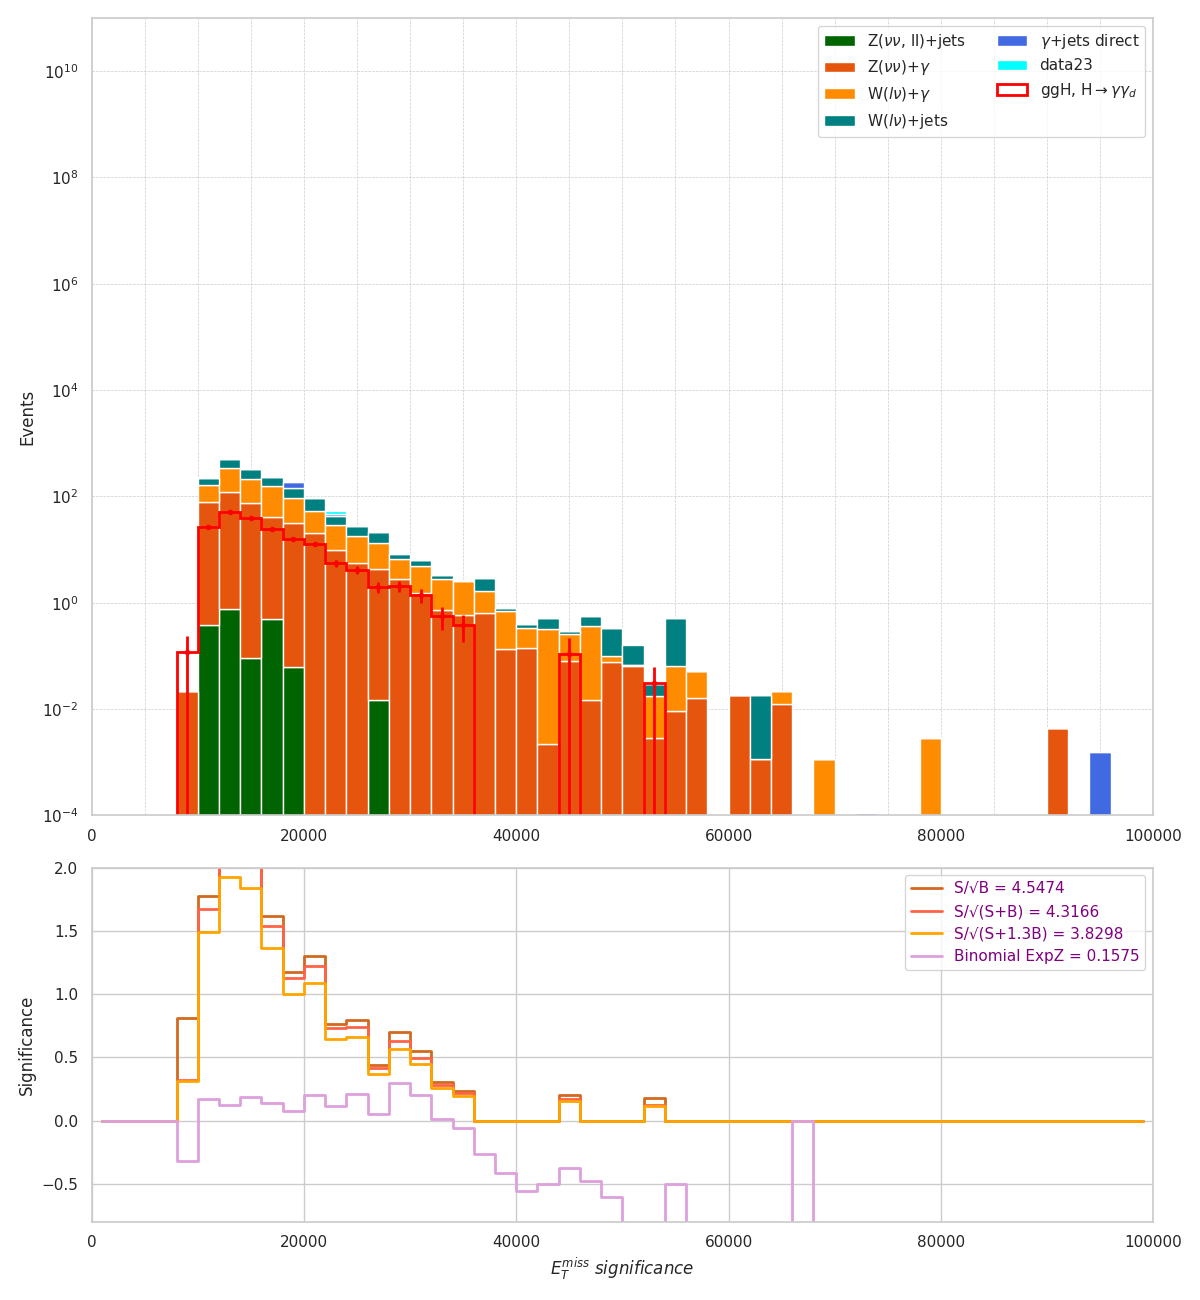 Z(νν, ll)+jets
Z(νν)+γ
W(lν)+γ
W(lν)+jets
γ+jets direct
data23
ggH, H→γγ_d
Events
10^10
10^8
10^6
10^4
10^2
10^0
10^−2
10^−4
0 20000 40000 60000 80000 100000
S/√B = 4.5474
S/√(S+B) = 4.3166
S/√(S+1.3B) = 3.8298
Binomial ExpZ = 0.1575
Significance
2.0
1.5
1.0
0.5
0.0
−0.5
0 20000 40000 60000 80000 100000
E_T^miss significance